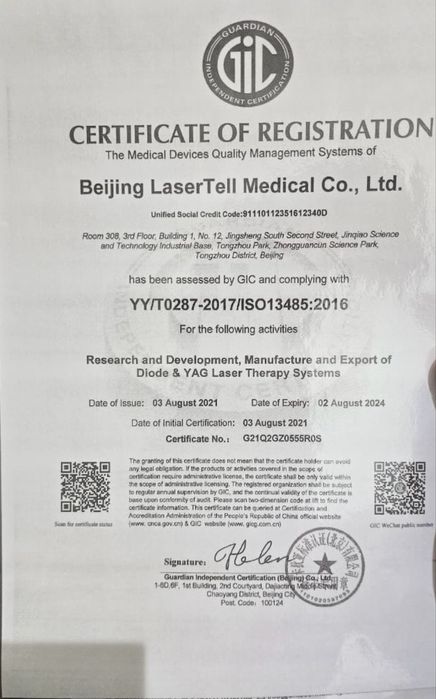 GUARDIAN
GIC
INDEPENDENT CERTIFICATION
CERTIFICATE OF REGISTRATION
The Medical Devices Quality Management Systems of
Beijing LaserTell Medical Co., Ltd.
Unified Social Credit Code:91110112351612340D
Room 308, 3rd Floor, Building 1, No. 12, Jingsheng South Second Street, Jinqiao Science
and Technology Industrial Base, Tongzhou Park, Zhongguancun Science Park,
Tongzhou District, Beijing
has been assessed by GIC and complying with
YY/T0287-2017/ISO13485:2016
For the following activities
Research and Development, Manufacture and Export of
Diode & YAG Laser Therapy Systems
Date of Issue: 03 August 2021 Date of Expiry: 02 August 2024
Date of Initial Certification: 03 August 2021
Certificate No.: G21Q2GZ0555R0S
The granting of this certificate does not mean that the certificate holder can avoid
any legal obligation. If the products or activities covered in the scope of
certification require administrative license, the certificate shall be only valid within
the scope of administrative licensing. The registered organization shall be subject
to regular annual supervision by GIC, and the continual validity of the certificate is
base upon conformity of audit. Please scan two-dimension code at lift to find the
certificate information. This certificate can be queried at Certification and
Accreditation Administration of the People's Republic of China official website
(www. cnca.gov.cn) & GIC website (www. gicg.com.cn)
Scan for certificate status
GIC WeChat public number
Signature: Helen
Guardian Independent Certification (Beijing) Co., Ltd.
1-8D,6F, 1st Building, 2nd Courtyard, Dajiaoting Middle Street,
Chaoyang District, Beijing City
Post Code: 100124